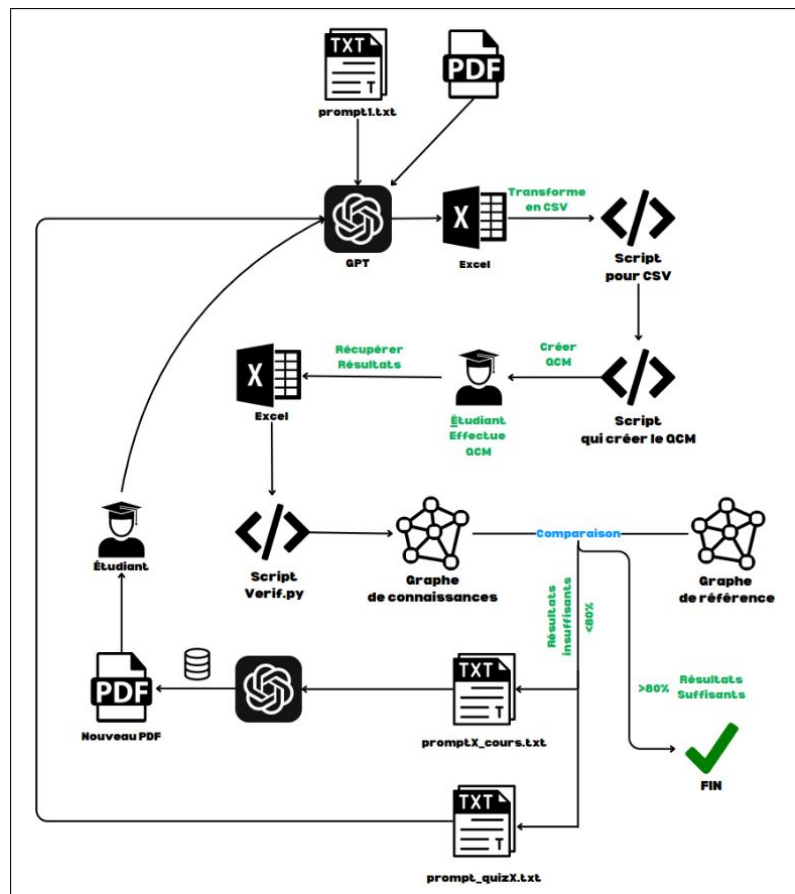 TXT
T
prompt1.txt
PDF
GPT
X
Excel
Transforme
en CSV
Script
pour CSV
Créer
QCM
Script
qui créer le QCM
Étudiant
Effectue
QCM
Récupérer
Résultats
X
Excel
Script
Verif.py
Graphe
de connaissances
Comparaison
Graphe
de référence
Résultats
insuffisants
<80%
>80% Résultats
Suffisants
FIN
TXT
T
promptX_cours.txt
PDF
Nouveau PDF
Étudiant
TXT
T
prompt_quizX.txt